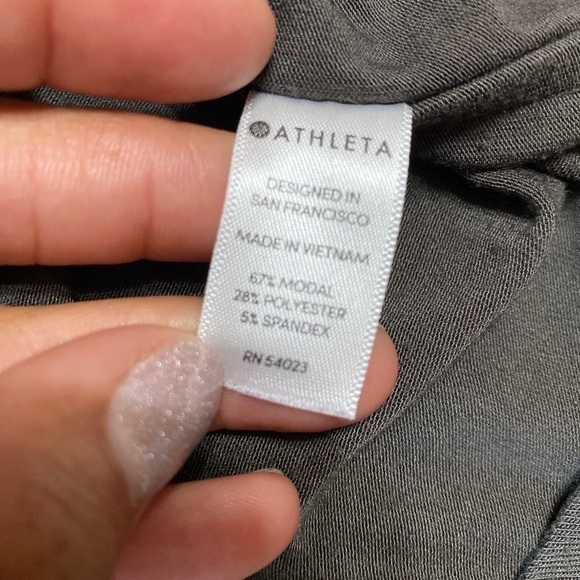 ATHLETA
DESIGNED IN
SAN FRANCISCO
MADE IN VIETNAM
67% MODAL
28% POLYESTER
5% SPANDEX
RN 54023